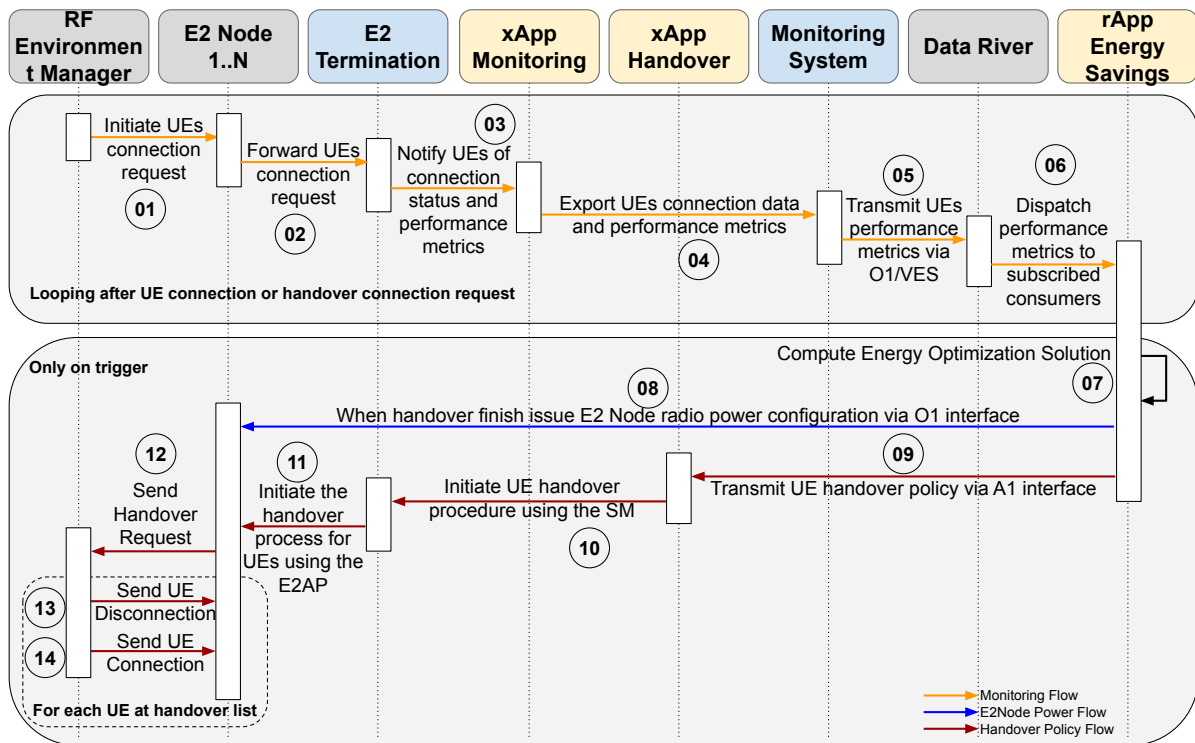 RF
Environmen
t Manager
E2 Node
1..N
E2
Termination
xApp
Monitoring
xApp
Handover
Monitoring
System
Data River
rApp
Energy
Savings
Initiate UEs
connection
request
01
Forward UEs
connection
request
02
03
Notify UEs of
connection
status and
performance
metrics
Export UEs connection data
and performance metrics
04
05
Transmit UEs
performance
metrics via
O1/VES
06
Dispatch
performance
metrics to
subscribed
consumers
Looping after UE connection or handover connection request
Only on trigger
Compute Energy Optimization Solution
07
08
When handover finish issue E2 Node radio power configuration via O1 interface
09
Transmit UE handover policy via A1 interface
Initiate UE handover
procedure using the SM
10
11
Initiate the
handover
process for
UEs using the
E2AP
12
Send
Handover
Request
13
Send UE
Disconnection
14
Send UE
Connection
For each UE at handover list
Monitoring Flow
E2Node Power Flow
Handover Policy Flow